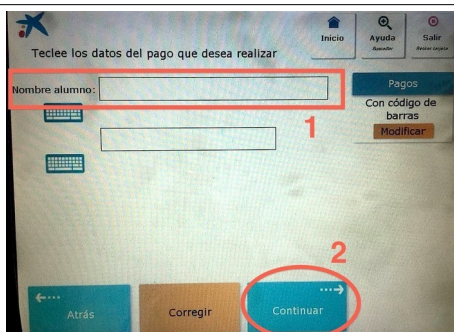 Inicio
Ayuda
Salir
Teclee los datos del pago que desea realizar
Nombre alumno:
Pagos
Con código de
barras
Modificar
1
2
Atrás
Corregir
Continuar